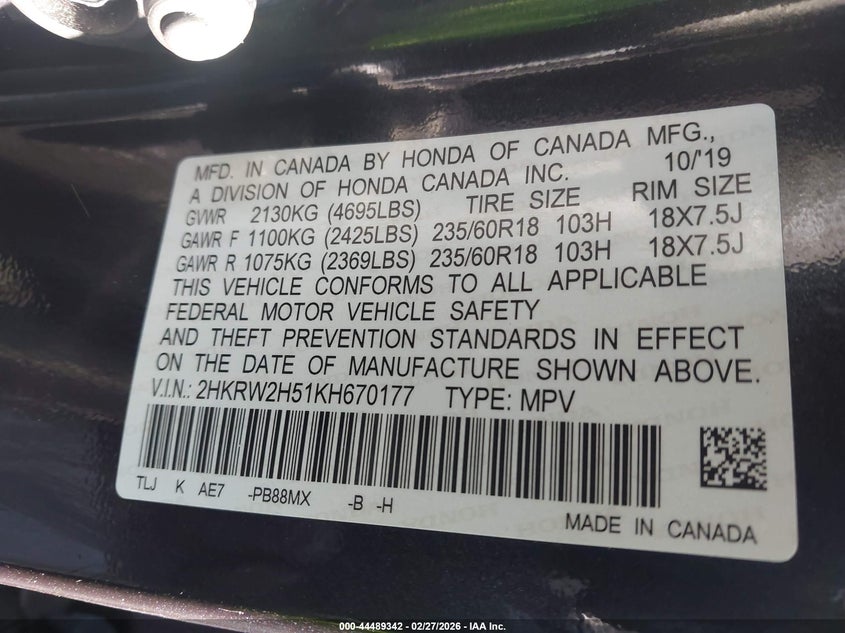 MFD. IN CANADA BY HONDA OF CANADA MFG.,
A DIVISION OF HONDA CANADA INC. 10/'19
GVWR 2130KG (4695LBS) TIRE SIZE RIM SIZE
GAWR F 1100KG (2425LBS) 235/60R18 103H 18X7.5J
GAWR R 1075KG (2369LBS) 235/60R18 103H 18X7.5J
THIS VEHICLE CONFORMS TO ALL APPLICABLE
FEDERAL MOTOR VEHICLE SAFETY
AND THEFT PREVENTION STANDARDS IN EFFECT
ON THE DATE OF MANUFACTURE SHOWN ABOVE.
V.I.N.: 2HKRW2H51KH670177 TYPE: MPV
TLJ K AE7 -PB88MX -B -H
MADE IN CANADA
000-44489342 - 02/27/2026 - IAA Inc.